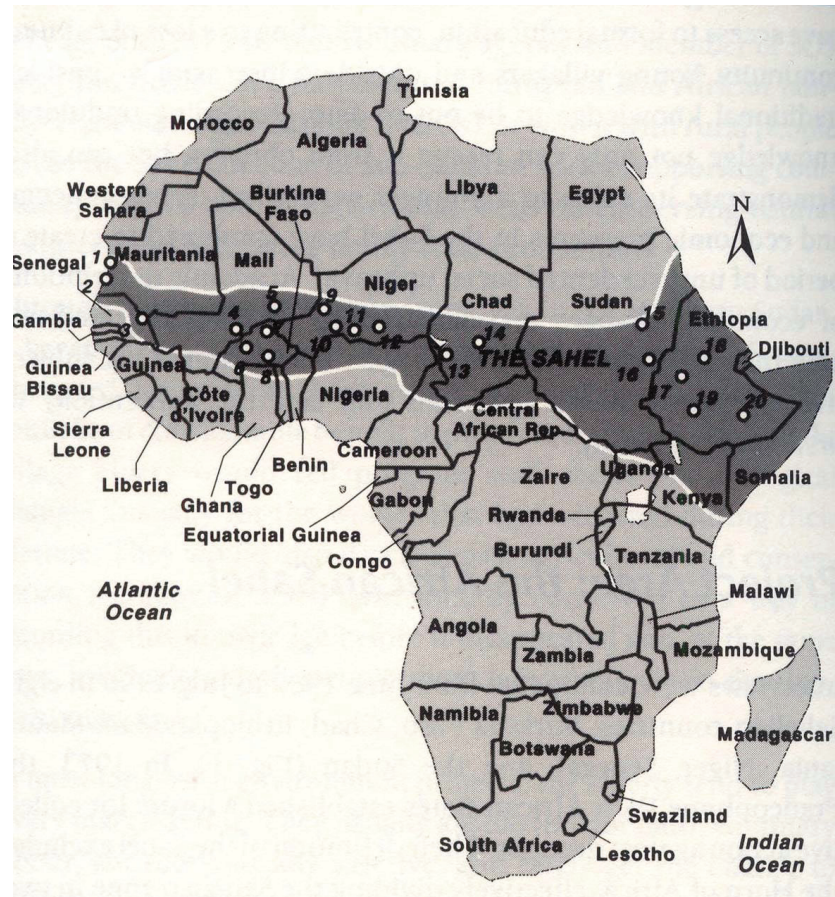 Tunisia
Morocco
Algeria
Libya
Egypt
Western
Sahara
Burkina
Faso
N
Senegal
1
2
Mauritania
Mali
Niger
Chad
Sudan
Ethiopia
Djibouti
Gambia
3
4
5
6
8
9
10
11
12
13
14
THE SAHEL
15
16
17
18
19
20
Guinea
Bissau
Guinea
Côte
d'Ivoire
Nigeria
Central
African Rep.
Sierra
Leone
Liberia
Ghana
Togo
Benin
Cameroon
Gabon
Equatorial Guinea
Congo
Zaire
Uganda
Kenya
Somalia
Rwanda
Burundi
Tanzania
Malawi
Atlantic
Ocean
Angola
Zambia
Mozambique
Namibia
Zimbabwe
Botswana
Madagascar
Swaziland
South Africa
Lesotho
Indian
Ocean